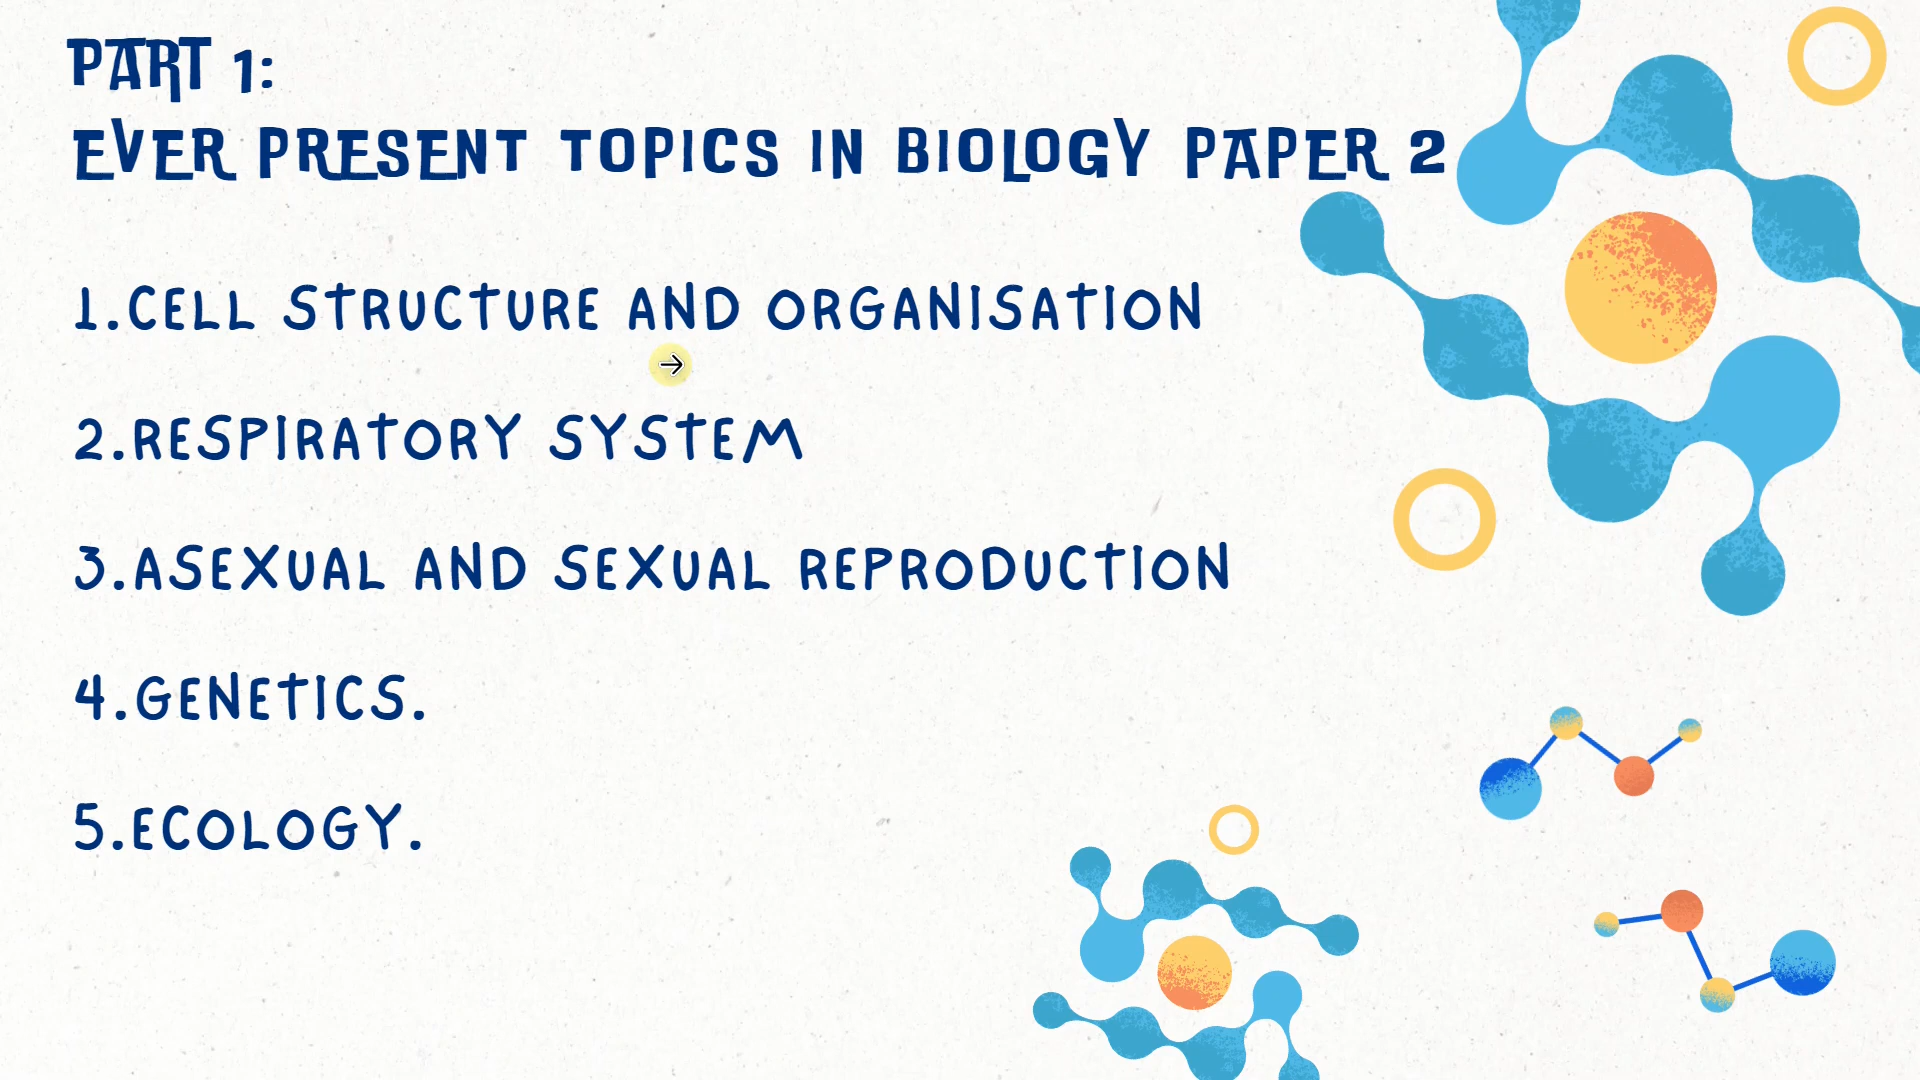 PART 1:
EVER PRESENT TOPICS IN BIOLOGY PAPER 2
1.CELL STRUCTURE AND ORGANISATION
2.RESPIRATORY SYSTEM
3.ASEXUAL AND SEXUAL REPRODUCTION
4.GENETICS.
5.ECOLOGY.